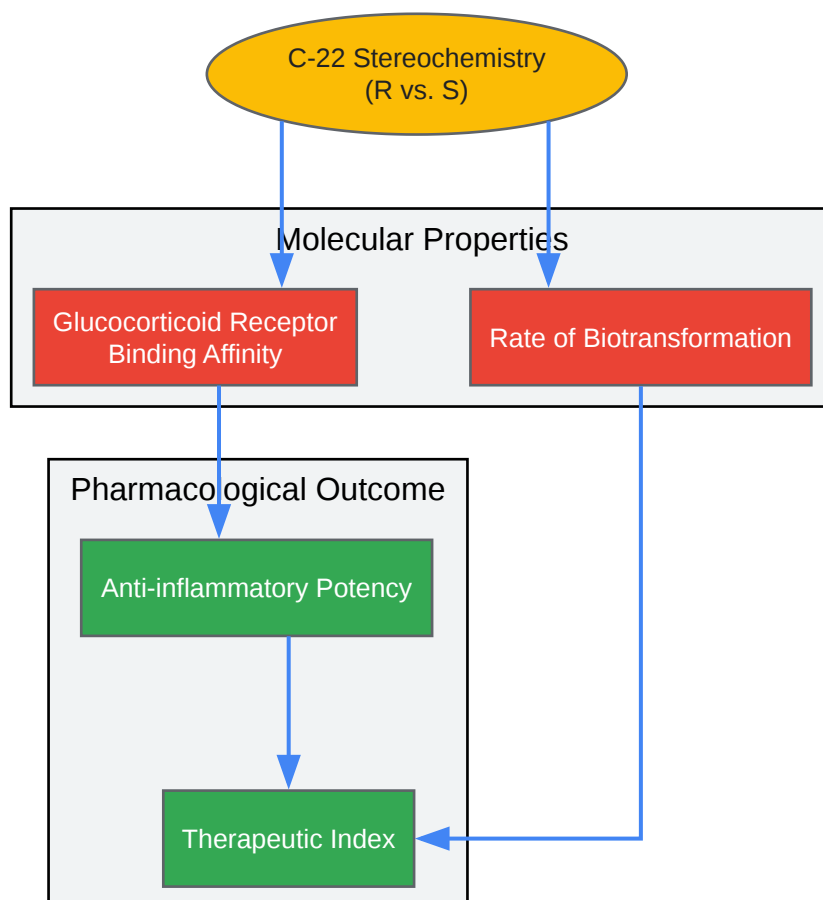 C-22 Stereochemistry
(R vs. S)
Molecular Properties
Glucocorticoid Receptor
Binding Affinity
Rate of Biotransformation
Pharmacological Outcome
Anti-inflammatory Potency
Therapeutic Index